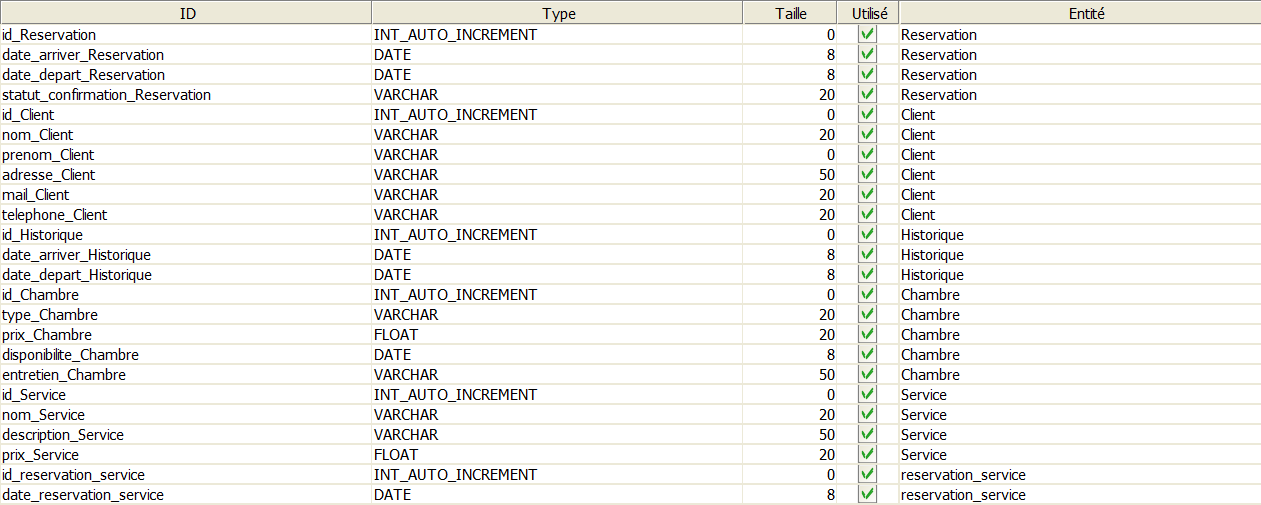 ID Type Taille Utilisé Entité
id_Reservation INT_AUTO_INCREMENT 0 Reservation
date_arriver_Reservation DATE 8 Reservation
date_depart_Reservation DATE 8 Reservation
statut_confirmation_Reservation VARCHAR 20 Reservation
id_Client INT_AUTO_INCREMENT 0 Client
nom_Client VARCHAR 20 Client
prenom_Client VARCHAR 0 Client
adresse_Client VARCHAR 50 Client
mail_Client VARCHAR 20 Client
telephone_Client VARCHAR 20 Client
id_Historique INT_AUTO_INCREMENT 0 Historique
date_arriver_Historique DATE 8 Historique
date_depart_Historique DATE 8 Historique
id_Chambre INT_AUTO_INCREMENT 0 Chambre
type_Chambre VARCHAR 20 Chambre
prix_Chambre FLOAT 20 Chambre
disponibilite_Chambre DATE 8 Chambre
entretien_Chambre VARCHAR 50 Chambre
id_Service INT_AUTO_INCREMENT 0 Service
nom_Service VARCHAR 20 Service
description_Service VARCHAR 50 Service
prix_Service FLOAT 20 Service
id_reservation_service INT_AUTO_INCREMENT 0 reservation_service
date_reservation_service DATE 8 reservation_service